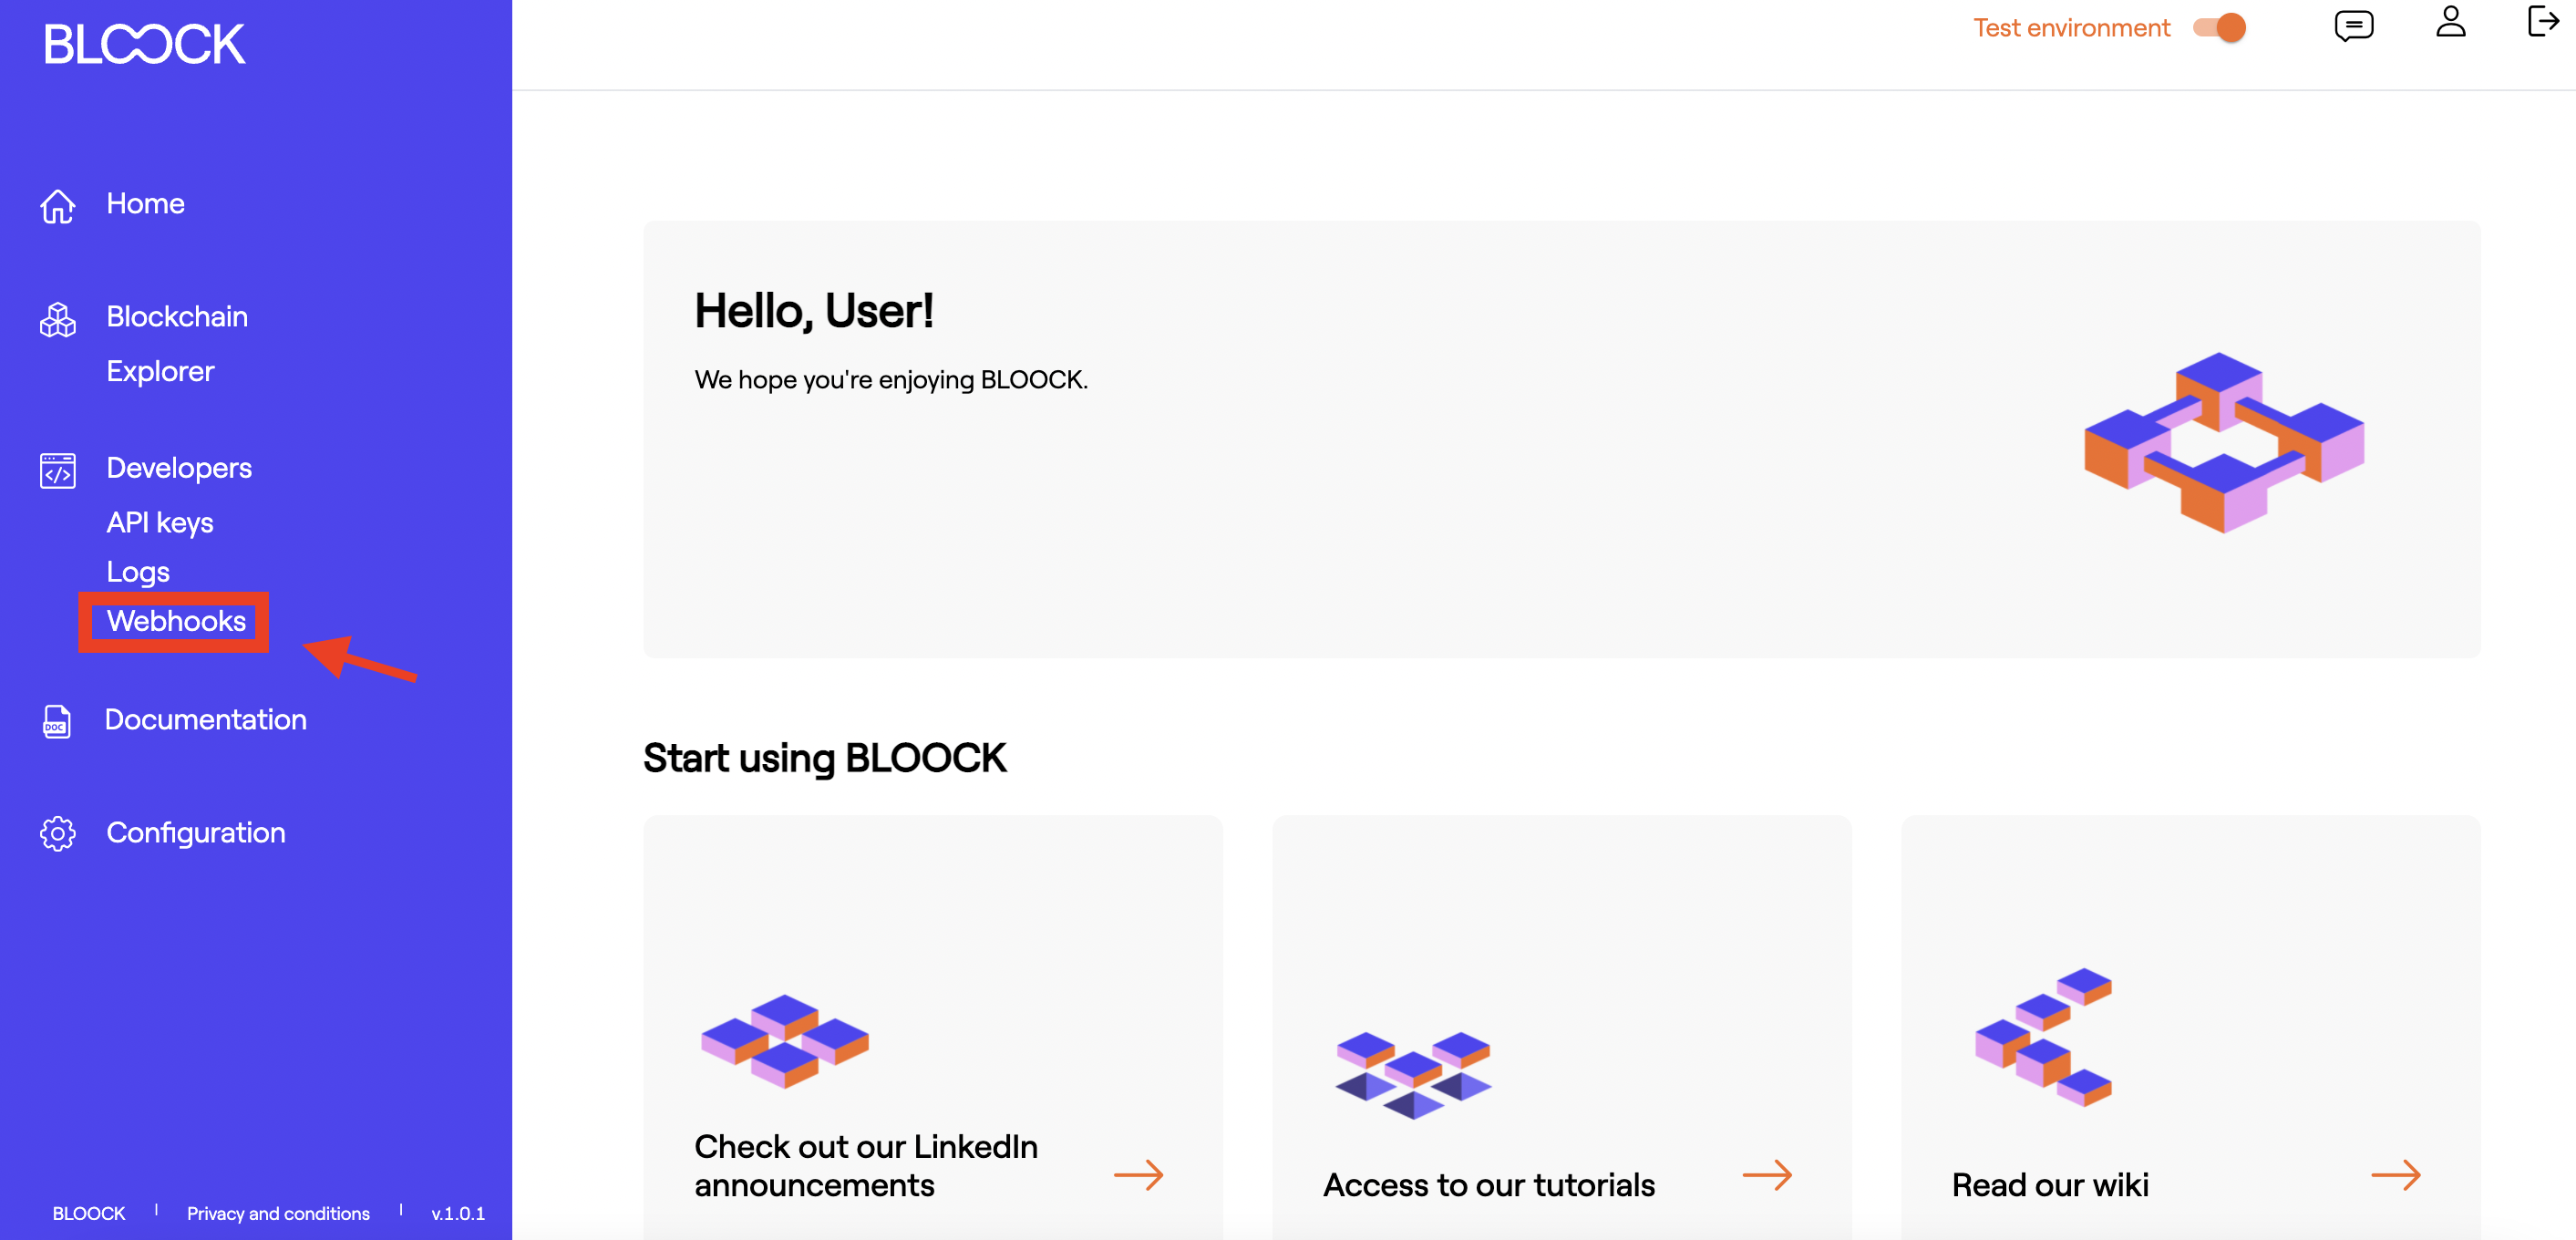 BLOOCK
Home
Blockchain
Explorer
Developers
API keys
Logs
Webhooks
DOC
Documentation
Configuration
BLOOCK | Privacy and conditions | v.1.0.1
Test environment
Hello, User!
We hope you're enjoying BLOOCK.
Start using BLOOCK
Check out our LinkedIn
announcements
Access to our tutorials
Read our wiki